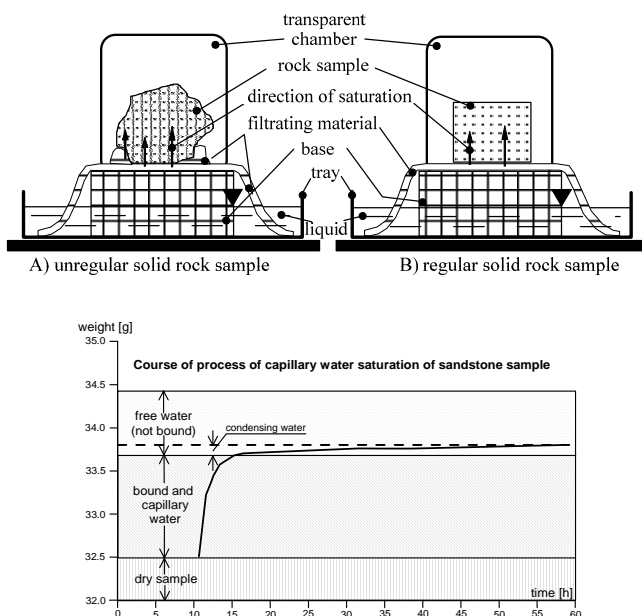 transparent
chamber
rock sample
direction of saturation
filtrating material
base
tray
liquid
A) unregular solid rock sample
B) regular solid rock sample
weight [g]
35.0
Course of process of capillary water saturation of sandstone sample
34.5
free water
(not bound)
condensing water
34.0
33.5
bound and
capillary
water
33.0
32.5
dry sample
time [h]
32.0
0 5 10 15 20 25 30 35 40 45 50 55 60